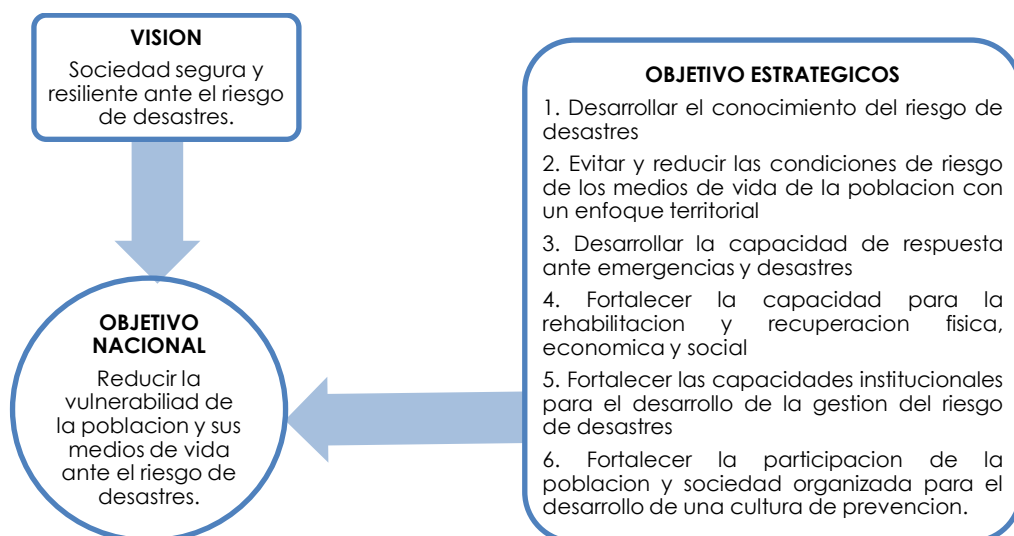 VISION
Sociedad segura y
resiliente ante el riesgo
de desastres.
OBJETIVO
NACIONAL
Reducir la
vulnerabiliad de
la poblacion y sus
medios de vida
ante el riesgo de
desastres.
OBJETIVO ESTRATEGICOS
1. Desarrollar el conocimiento del riesgo de
desastres
2. Evitar y reducir las condiciones de riesgo
de los medios de vida de la poblacion con
un enfoque territorial
3. Desarrollar la capacidad de respuesta
ante emergencias y desastres
4. Fortalecer la capacidad para la
rehabilitacion y recuperacion fisica,
economica y social
5. Fortalecer las capacidades institucionales
para el desarrollo de la gestion del riesgo
de desastres
6. Fortalecer la participacion de la
poblacion y sociedad organizada para el
desarrollo de una cultura de prevencion.